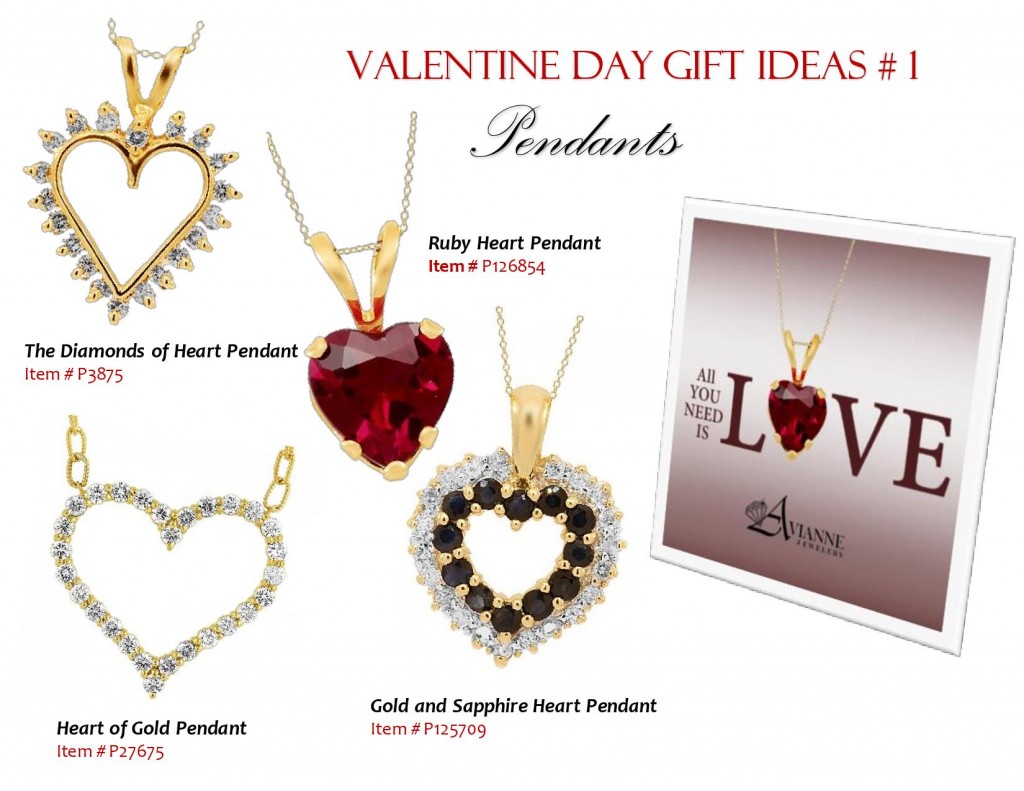 VALENTINE DAY GIFT IDEAS # 1
Pendants
Ruby Heart Pendant
Item # P126854
The Diamonds of Heart Pendant
Item # P3875
All
YOU
NEED
IS
LOVE
AVIANNE
JEWELERS
Gold and Sapphire Heart Pendant
Item # P125709
Heart of Gold Pendant
Item # P27675